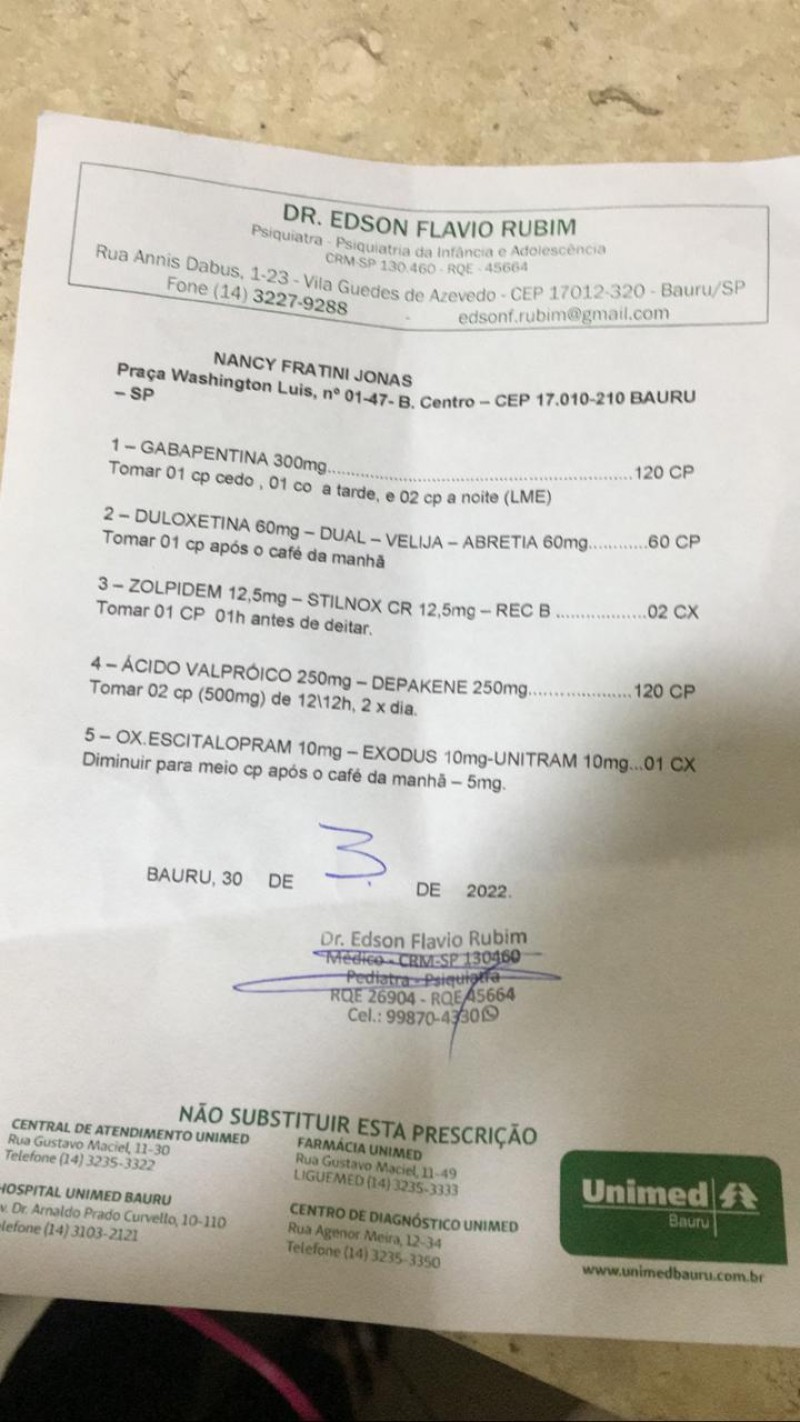 DR. EDSON FLAVIO RUBIM
Psiquiatra - Psiquiatria da Infância e Adolescência
CRM-SP 130.460 - RQE - 45664
Rua Annis Dabus, 1-23 - Vila Guedes de Azevedo - CEP 17012-320 - Bauru/SP
Fone (14) 3227-9288 - edsonf.rubim@gmail.com
NANCY FRATINI JONAS
Praça Washington Luis, nº 01-47- B. Centro – CEP 17.010-210 BAURU
– SP
1 – GABAPENTINA 300mg..........................................................120 CP
Tomar 01 cp cedo , 01 co a tarde, e 02 cp a noite (LME)
2 – DULOXETINA 60mg – DUAL – VELIJA – ABRETIA 60mg............60 CP
Tomar 01 cp após o café da manhã
3 – ZOLPIDEM 12,5mg – STILNOX CR 12,5mg – REC B ..................02 CX
Tomar 01 CP 01h antes de deitar.
4 – ÁCIDO VALPRÓICO 250mg – DEPAKENE 250mg....................120 CP
Tomar 02 cp (500mg) de 12\12h, 2 x dia.
5 – OX.ESCITALOPRAM 10mg – EXODUS 10mg-UNITRAM 10mg...01 CX
Diminuir para meio cp após o café da manhã – 5mg.
BAURU, 30 DE 3. DE 2022.
Dr. Edson Flavio Rubim
Médico - CRM-SP 130460
Pediatra - Psiquiatra
RQE 26904 - RQE 45664
Cel.: 99870-4330
NÃO SUBSTITUIR ESTA PRESCRIÇÃO
CENTRAL DE ATENDIMENTO UNIMED
Rua Gustavo Maciel, 11-30
Telefone (14) 3235-3322
HOSPITAL UNIMED BAURU
v. Dr. Arnaldo Prado Curvello, 10-110
elefone (14) 3103-2121
FARMÁCIA UNIMED
Rua Gustavo Maciel, 11-49
LIGUEMED (14) 3235-3333
CENTRO DE DIAGNÓSTICO UNIMED
Rua Agenor Meira, 12-34
Telefone (14) 3235-3350
Unimed
Bauru
www.unimedbauru.com.br